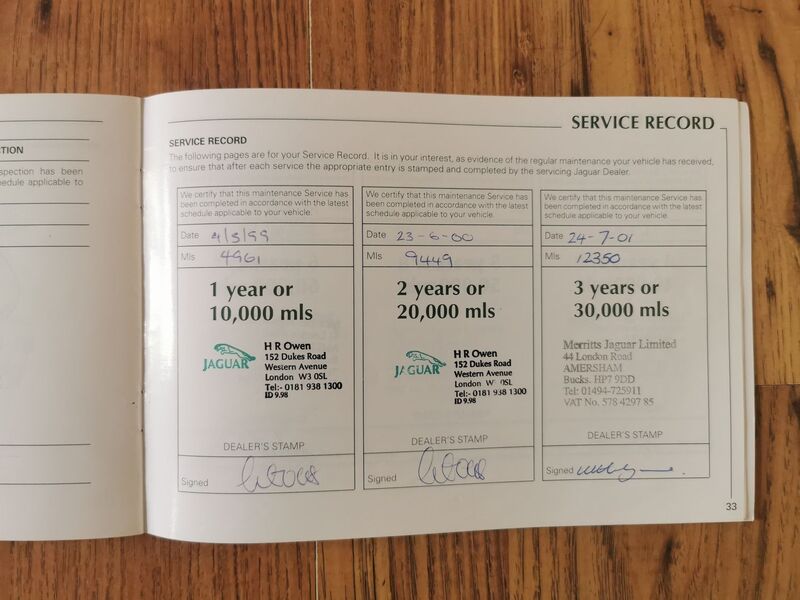 TION
spection has been
edule applicable to
SERVICE RECORD
SERVICE RECORD
The following pages are for your Service Record. It is in your interest, as evidence of the regular maintenance your vehicle has received,
to ensure that after each service the appropriate entry is stamped and completed by the servicing Jaguar Dealer.
We certify that this maintenance Service has
been completed in accordance with the latest
schedule applicable to your vehicle.
Date 4/5/99
Mls 4961
1 year or
10,000 mls
JAGUAR
H R Owen
152 Dukes Road
Western Avenue
London W3 0SL
Tel:- 0181 938 1300
ID 9.98
DEALER'S STAMP
Signed
We certify that this maintenance Service has
been completed in accordance with the latest
schedule applicable to your vehicle.
Date 23-6-00
Mls 9449
2 years or
20,000 mls
JAGUAR
H R Owen
152 Dukes Road
Western Avenue
London W 0SL
Tel:- 0181 938 1300
ID 9.98
DEALER'S STAMP
Signed
We certify that this maintenance Service has
been completed in accordance with the latest
schedule applicable to your vehicle.
Date 24-7-01
Mls 12350
3 years or
30,000 mls
Merritts Jaguar Limited
44 London Road
AMERSHAM
Bucks. HP7 9DD
Tel: 01494-725911
VAT No. 578 4297 85
DEALER'S STAMP
Signed
33